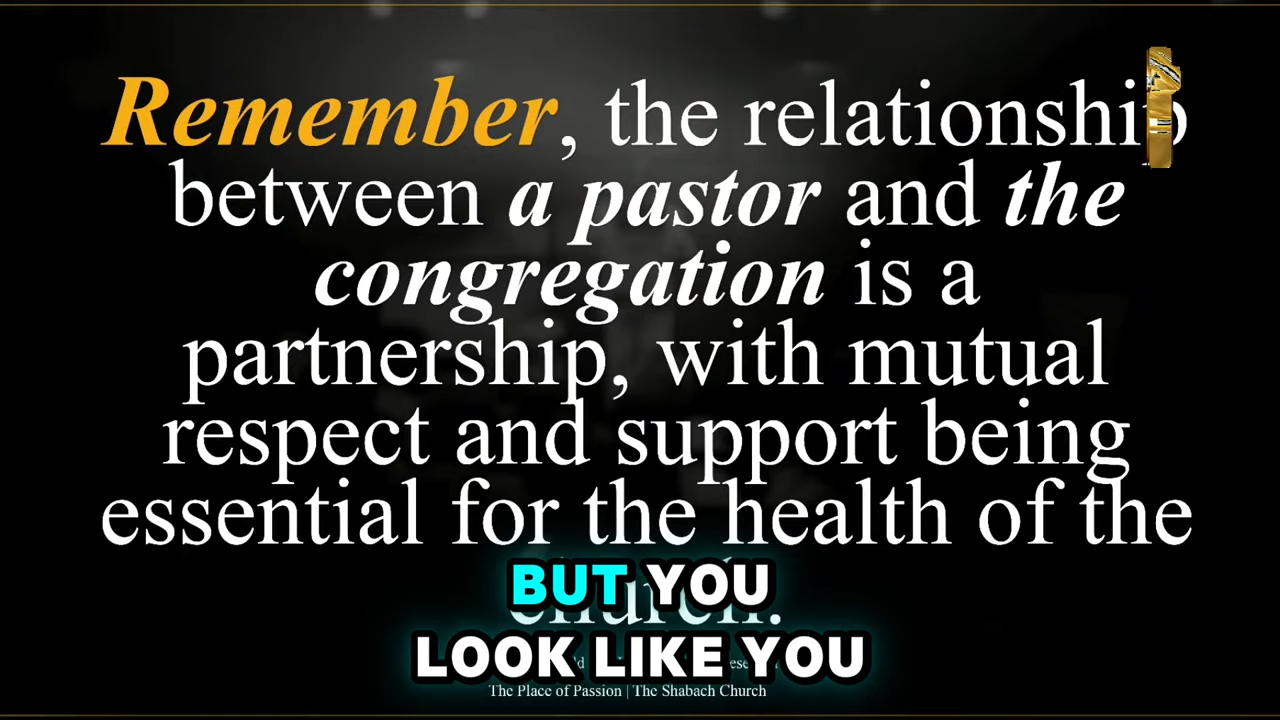 Remember, the relationship
between a pastor and the
congregation is a
partnership, with mutual
respect and support being
essential for the health of the
church.
BUT YOU
LOOK LIKE YOU
The Place of Passion | The Shabach Church